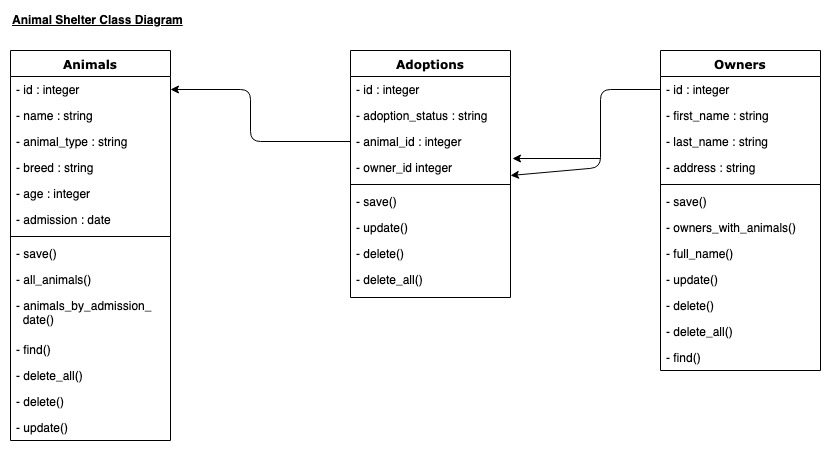 Animal Shelter Class Diagram
Animals
- id : integer
- name : string
- animal_type : string
- breed : string
- age : integer
- admission : date
- save()
- all_animals()
- animals_by_admission_
date()
- find()
- delete_all()
- delete()
- update()
Adoptions
- id : integer
- adoption_status : string
- animal_id : integer
- owner_id integer
- save()
- update()
- delete()
- delete_all()
Owners
- id : integer
- first_name : string
- last_name : string
- address : string
- save()
- owners_with_animals()
- full_name()
- update()
- delete()
- delete_all()
- find()